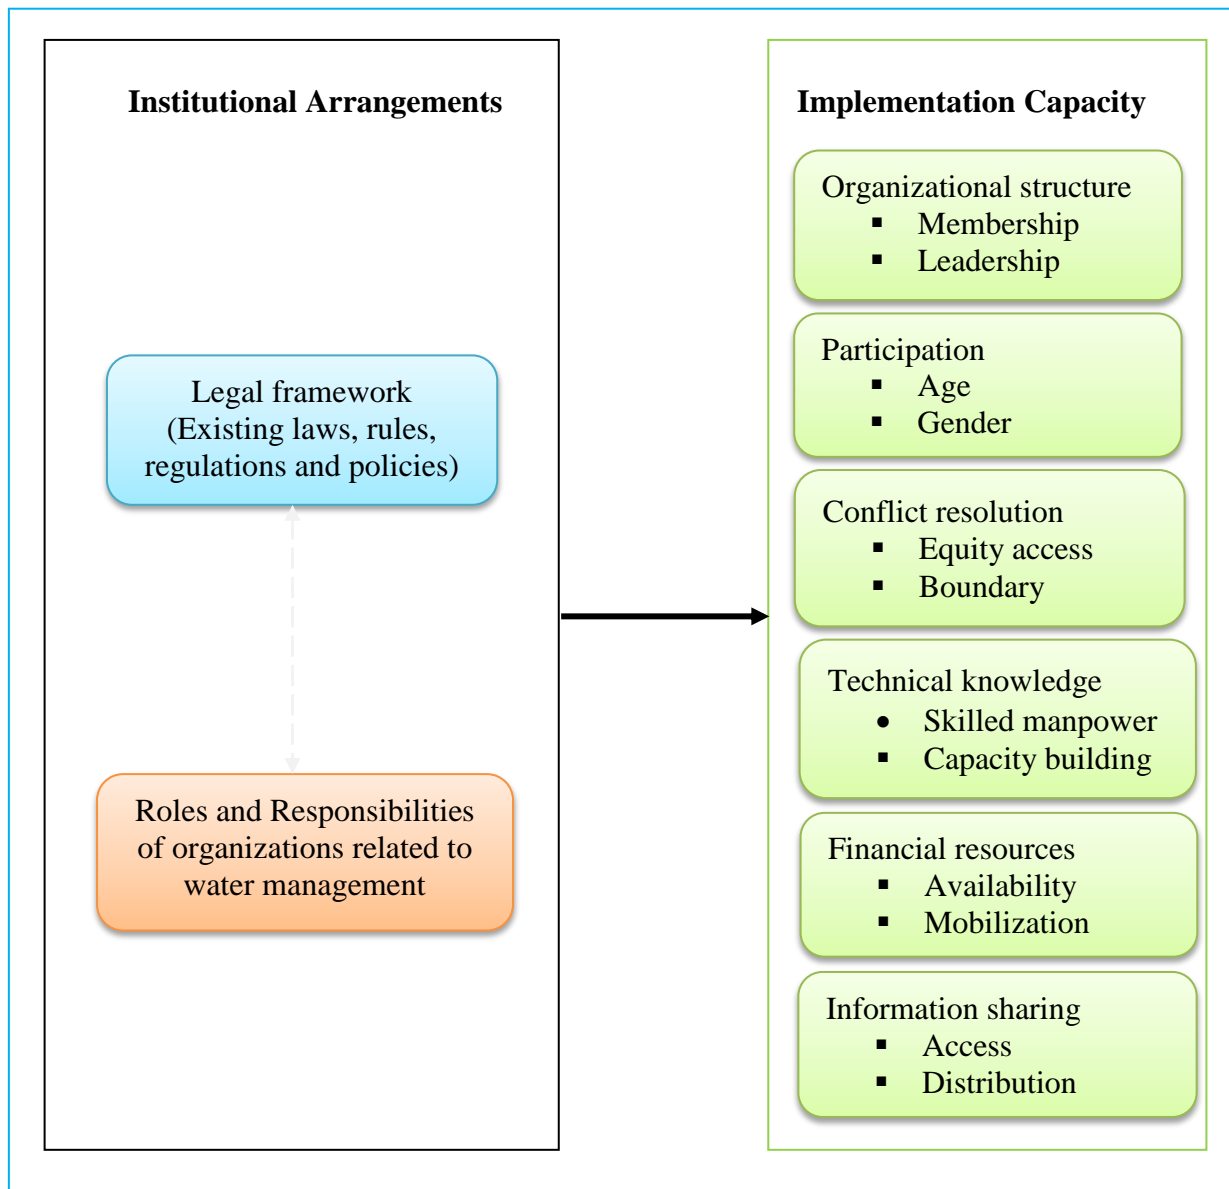 Institutional Arrangements
Legal framework
(Existing laws, rules,
regulations and policies)
Roles and Responsibilities
of organizations related to
water management
Implementation Capacity
Organizational structure
▪ Membership
▪ Leadership
Participation
▪ Age
▪ Gender
Conflict resolution
▪ Equity access
▪ Boundary
Technical knowledge
• Skilled manpower
▪ Capacity building
Financial resources
▪ Availability
▪ Mobilization
Information sharing
▪ Access
▪ Distribution